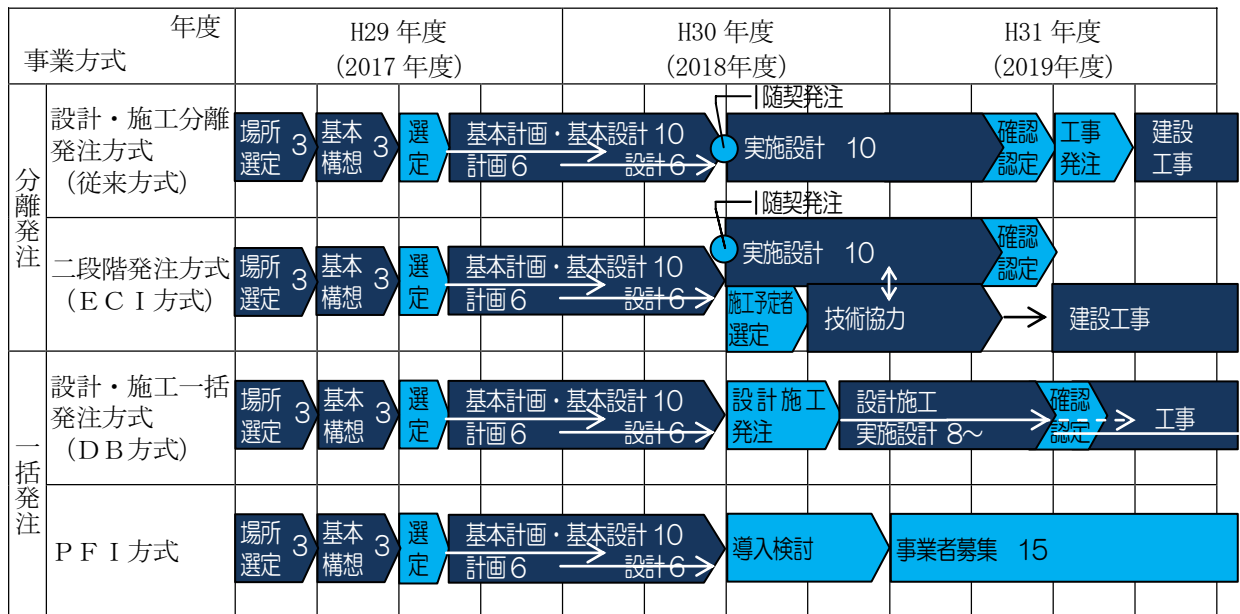 年度
事業方式
H29 年度
(2017 年度)
H30 年度
(2018年度)
H31 年度
(2019年度)
分離発注
設計・施工分離
発注方式
(従来方式)
場所
選定 3
基本
構想 3
選
定
基本計画・基本設計 10
計画 6
設計 6
随契発注
実施設計 10
確認
認定
工事
発注
建設
工事
二段階発注方式
(ＥＣＩ方式)
場所
選定 3
基本
構想 3
選
定
基本計画・基本設計 10
計画 6
設計 6
随契発注
実施設計 10
確認
認定
施工予定者
選定
技術協力
建設工事
一括発注
設計・施工一括
発注方式
(ＤＢ方式)
場所
選定 3
基本
構想 3
選
定
基本計画・基本設計 10
計画 6
設計 6
設計施工
発注
設計施工
実施設計 8～
確認
認定
工事
ＰＦＩ方式
場所
選定 3
基本
構想 3
選
定
基本計画・基本設計 10
計画 6
設計 6
導入検討
事業者募集 15